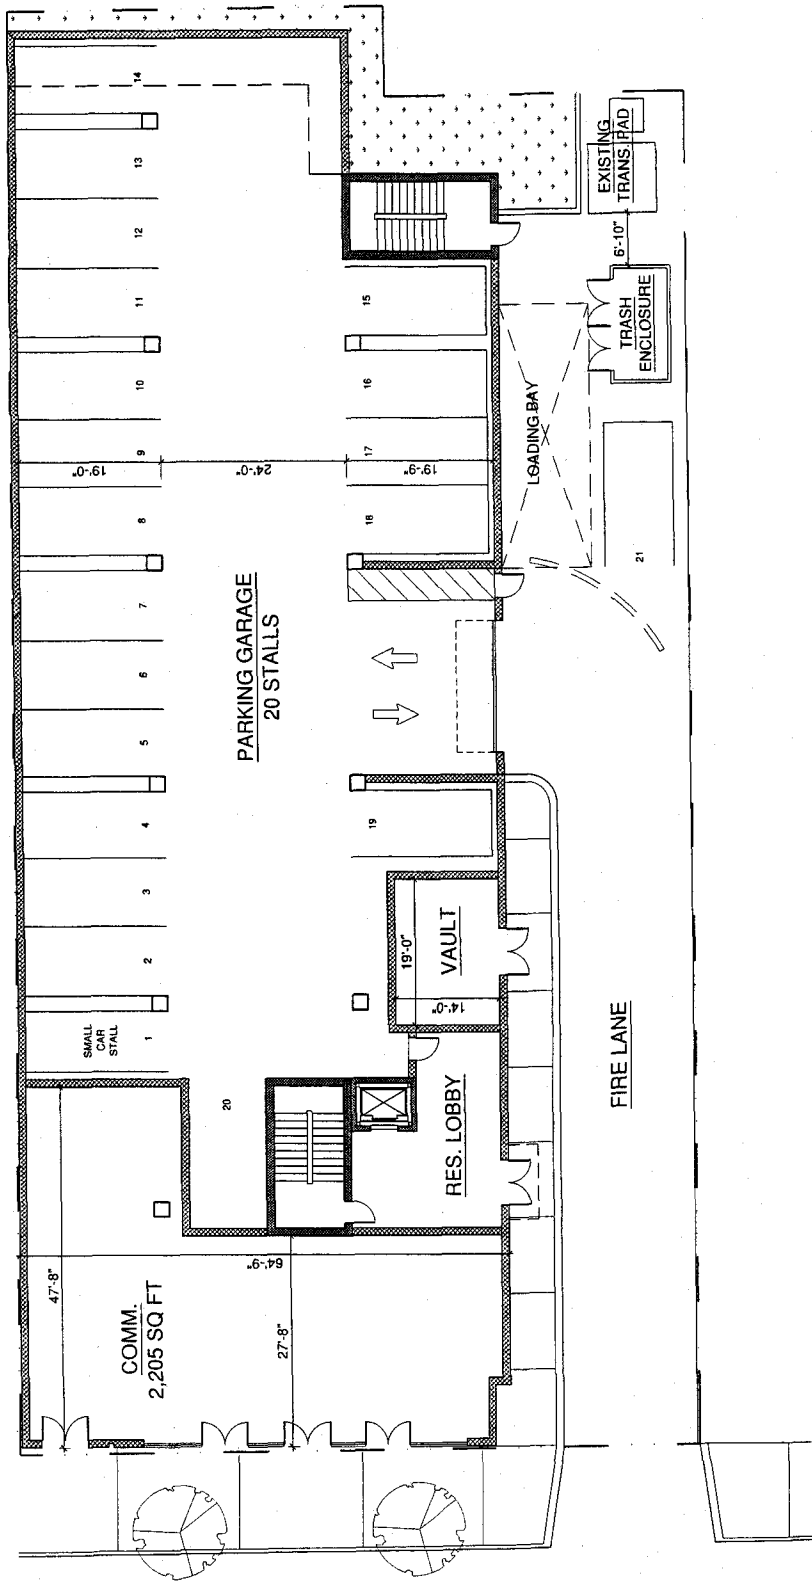 14
13
12
11
10
9
8
7
6
5
4
3
2
1
SMALL
CAR
STALL
15
16
17
18
19
20
21
19'-0"
24'-0"
19'-9"
PARKING GARAGE
20 STALLS
EXISTING
TRANS. PAD
6'-10"
TRASH
ENCLOSURE
LOADING BAY
VAULT
19'-0"
14'-0"
FIRE LANE
RES. LOBBY
64'-9"
47'-8"
27'-8"
COMM.
2,205 SQ FT